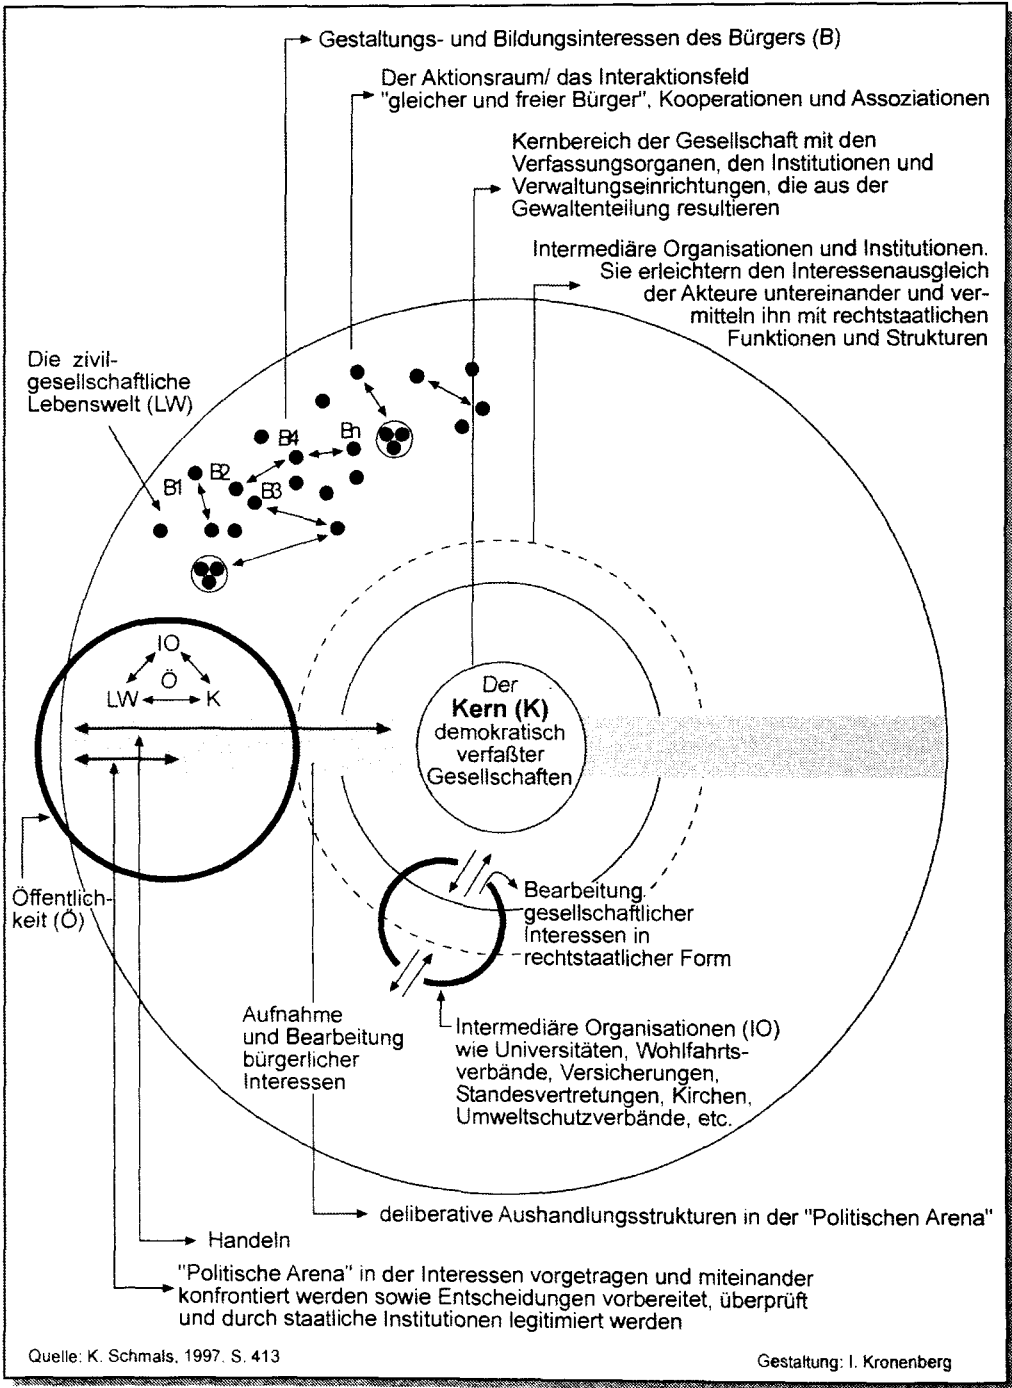 Gestaltungs- und Bildungsinteressen des Bürgers (B)
Der Aktionsraum/ das Interaktionsfeld
"gleicher und freier Bürger", Kooperationen und Assoziationen
Kernbereich der Gesellschaft mit den
Verfassungsorganen, den Institutionen und
Verwaltungseinrichtungen, die aus der
Gewaltenteilung resultieren
Intermediäre Organisationen und Institutionen.
Sie erleichtern den Interessenausgleich
der Akteure untereinander und ver-
mitteln ihn mit rechtstaatlichen
Funktionen und Strukturen
Die zivil-
gesellschaftliche
Lebenswelt (LW)
B4
Bn
B2
B1
B3
IO
Ö
LW
K
Der
Kern (K)
demokratisch
verfaßter
Gesellschaften
Öffentlich-
keit (Ö)
Bearbeitung
gesellschaftlicher
Interessen in
rechtstaatlicher Form
Aufnahme
und Bearbeitung
bürgerlicher
Interessen
Intermediäre Organisationen (IO)
wie Universitäten, Wohlfahrts-
verbände, Versicherungen,
Standesvertretungen, Kirchen,
Umweltschutzverbände, etc.
deliberative Aushandlungsstrukturen in der "Politischen Arena"
Handeln
"Politische Arena" in der Interessen vorgetragen und miteinander
konfrontiert werden sowie Entscheidungen vorbereitet, überprüft
und durch staatliche Institutionen legitimiert werden
Quelle: K. Schmals, 1997. S. 413
Gestaltung: I. Kronenberg